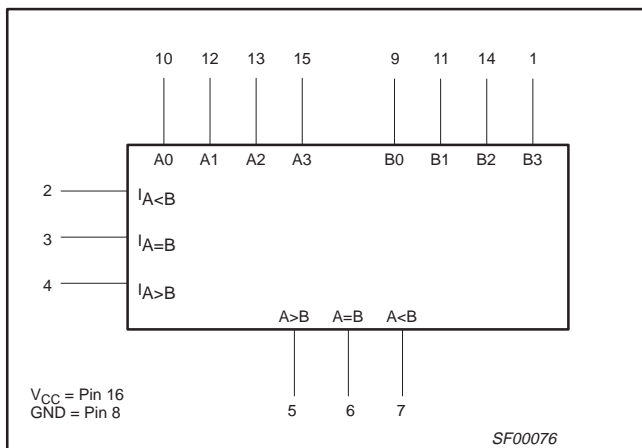 10 12 13 15 9 11 14 1
A0 A1 A2 A3 B0 B1 B2 B3
2 IA<B
3 IA=B
4 IA>B
A>B A=B A<B
VCC = Pin 16
GND = Pin 8
5 6 7
SF00076